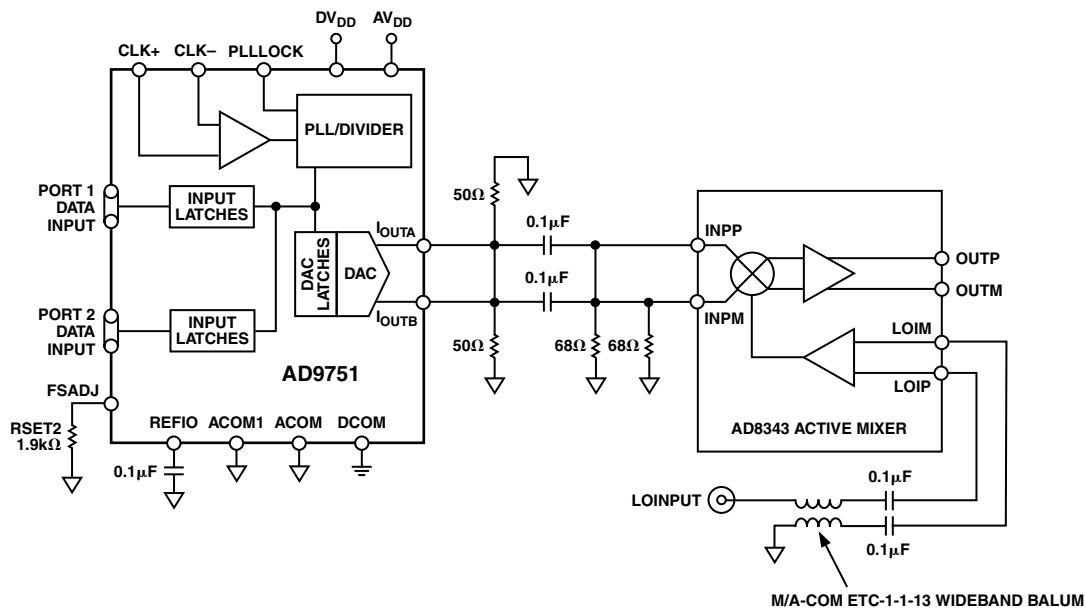 DVDD
AVDD
CLK+
CLK–
PLLLOCK
PLL/DIVIDER
PORT 1
DATA
INPUT
INPUT
LATCHES
50Ω
0.1μF
IOUTA
INPP
OUTP
DAC
LATCHES
DAC
0.1μF
OUTM
IOUTB
INPM
PORT 2
DATA
INPUT
INPUT
LATCHES
50Ω
68Ω
68Ω
LOIM
LOIP
AD9751
FSADJ
RSET2
1.9kΩ
REFIO
ACOM1
ACOM
DCOM
AD8343 ACTIVE MIXER
0.1μF
0.1μF
LOINPUT
0.1μF
M/A-COM ETC-1-1-13 WIDEBAND BALUM